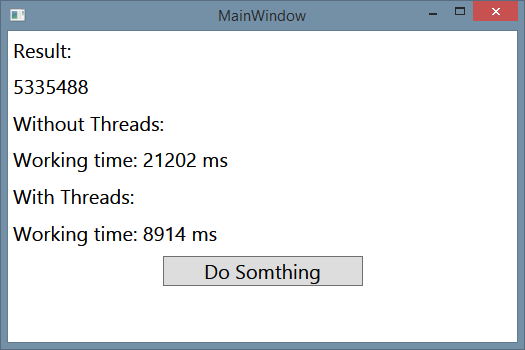 MainWindow
Result:
5335488
Without Threads:
Working time: 21202 ms
With Threads:
Working time: 8914 ms
Do Somthing